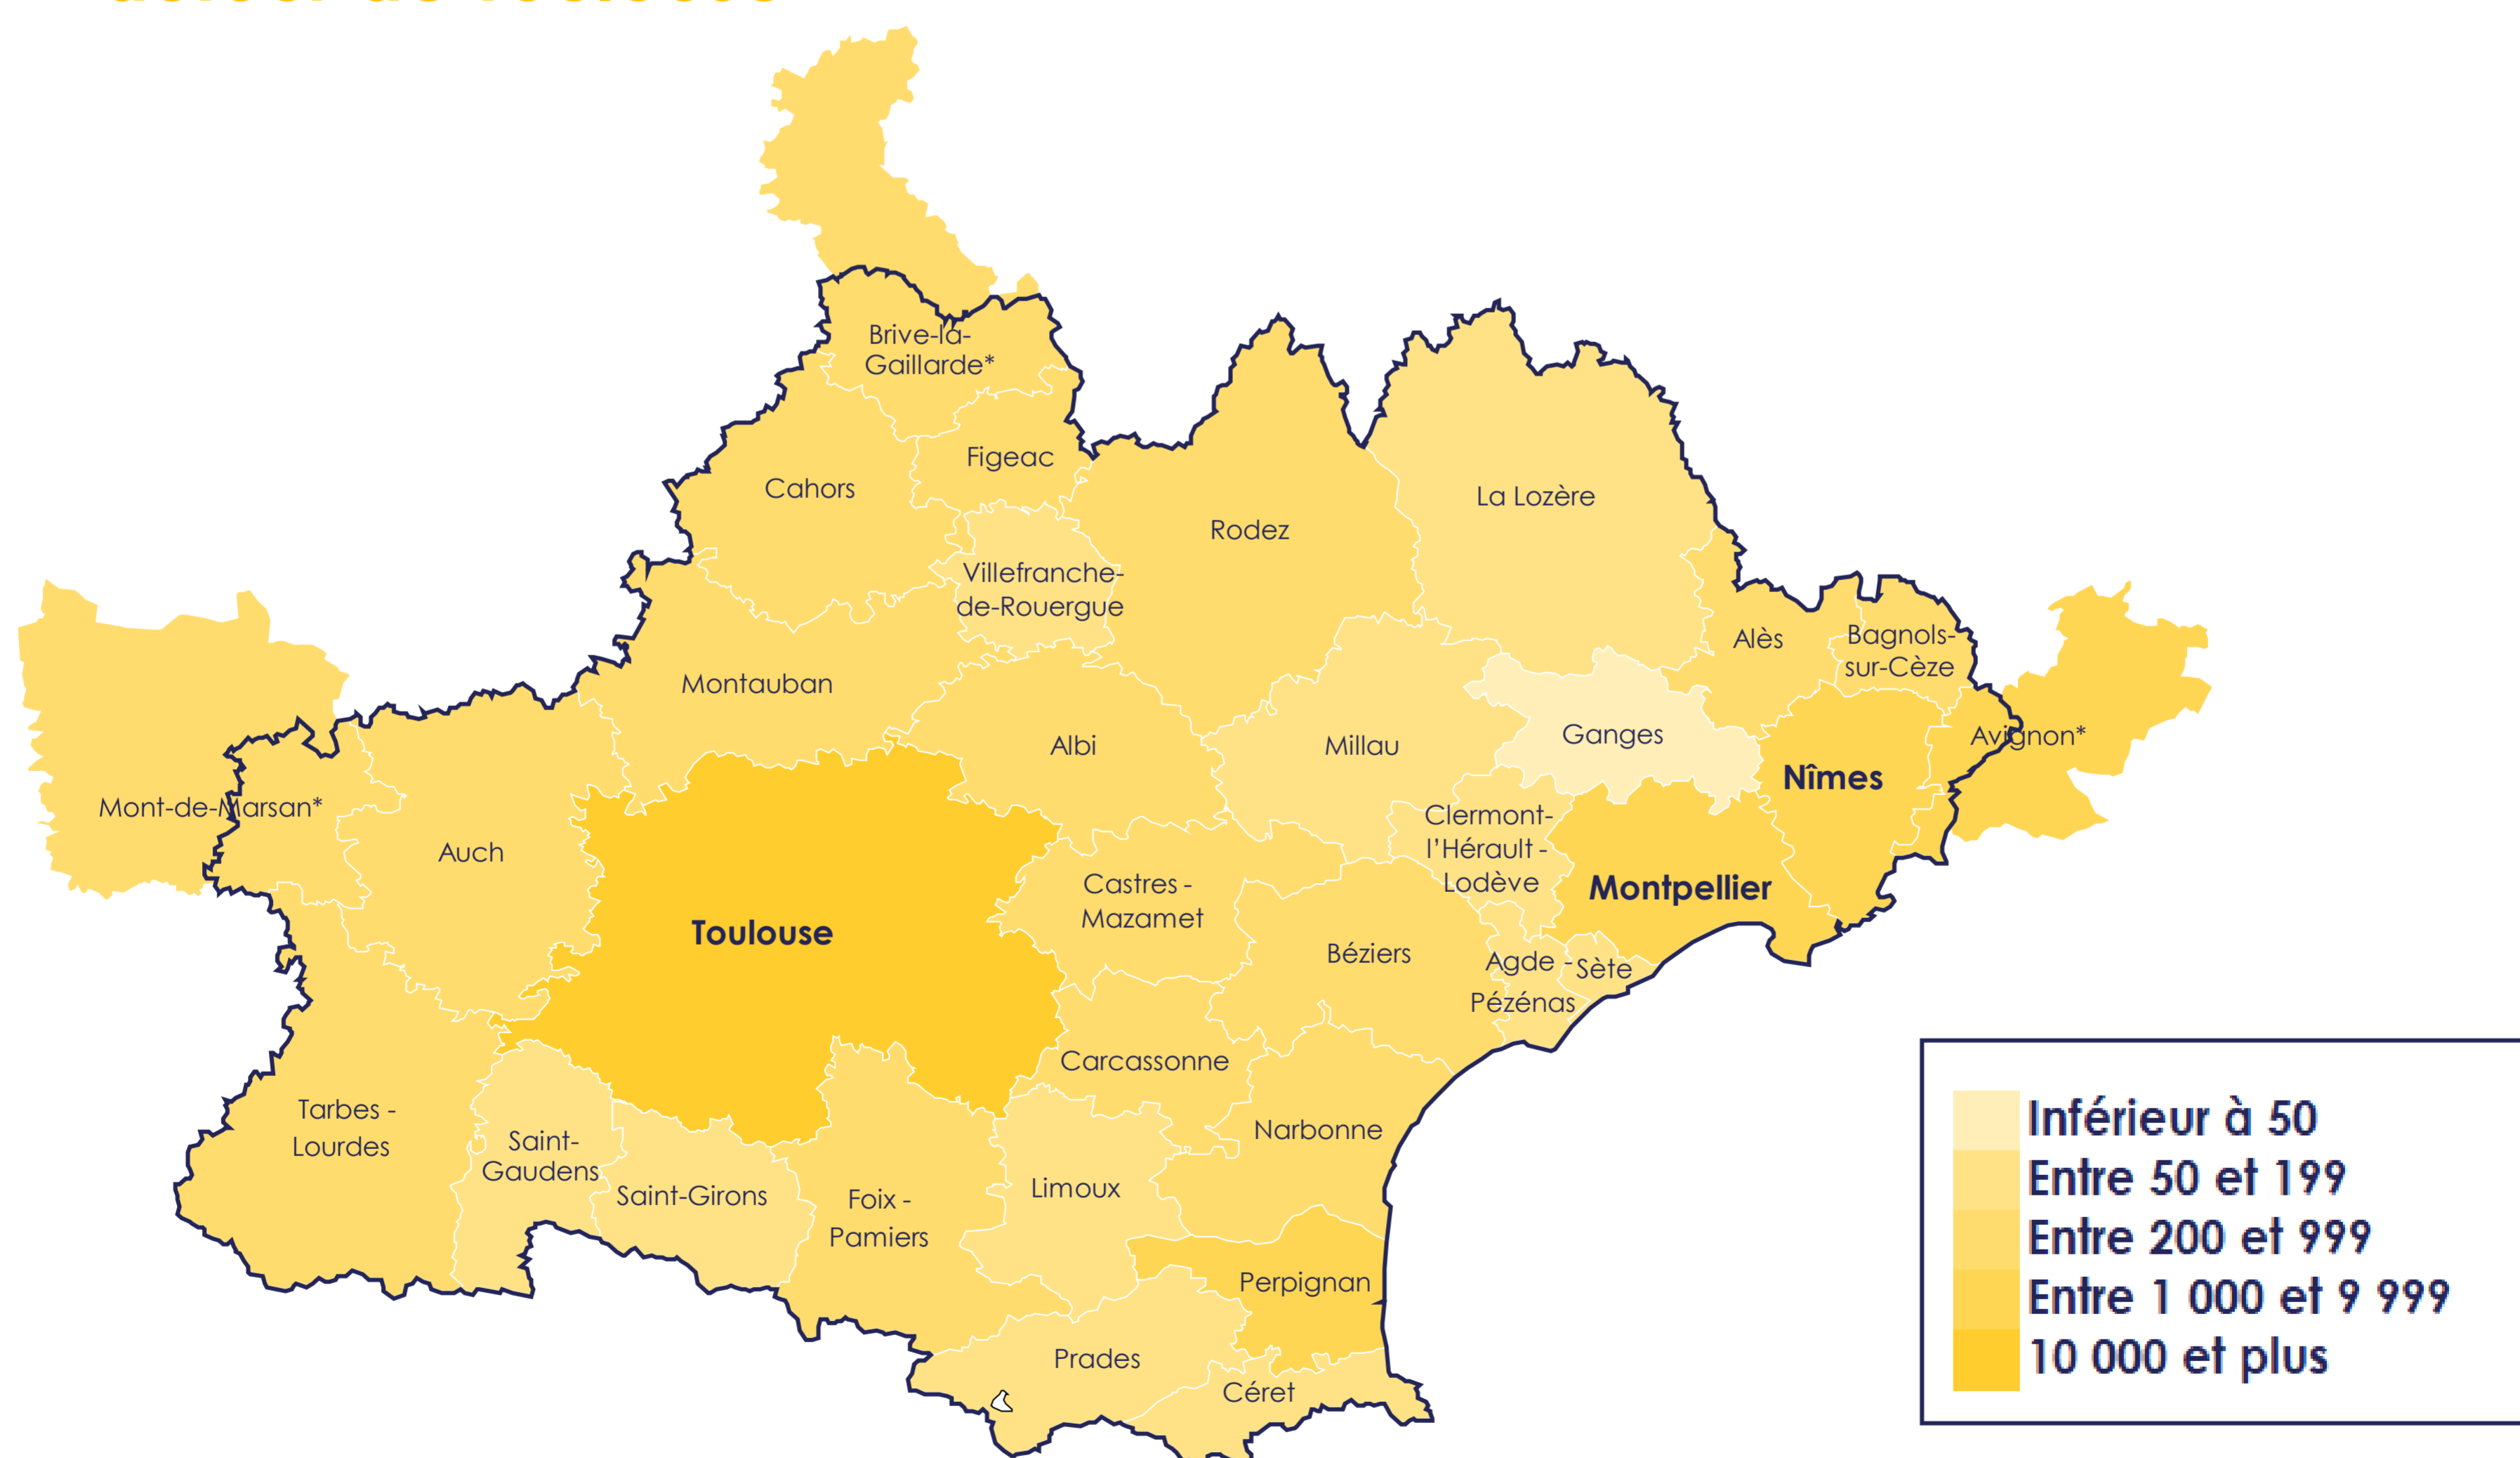 Brive-la-
Gaillarde*
Figeac
Cahors
La Lozère
Rodez
Villefranche-
de-Rouergue
Alès
Bagnols-
sur-Cèze
Montauban
Albi
Millau
Ganges
Avignon*
Nîmes
Mont-de-Marsan*
Auch
Clermont-
l'Hérault -
Lodève
Castres -
Mazamet
Montpellier
Toulouse
Béziers
Agde -
Pézénas
Sète
Carcassonne
Tarbes -
Lourdes
Saint-
Gaudens
Narbonne
Saint-Girons
Foix -
Pamiers
Limoux
Perpignan
Prades
Céret
Inférieur à 50
Entre 50 et 199
Entre 200 et 999
Entre 1 000 et 9 999
10 000 et plus